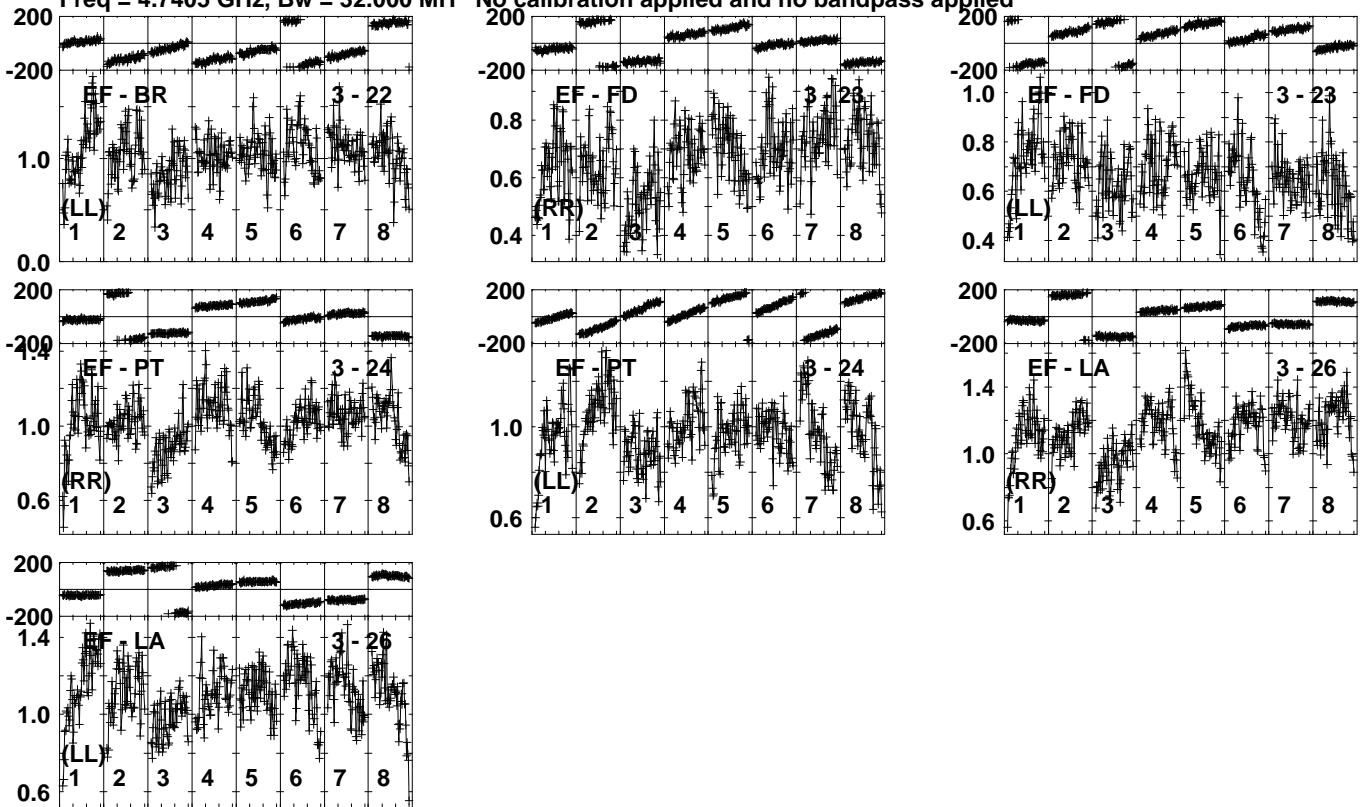 Freq = 4.7405 GHz, Bw = 32.000 MH No calibration applied and no bandpass applied
200
-200
EF - BR 3 - 22
1.0
(LL)
1 2 3 4 5 6 7 8
0.0
200
-200
EF - FD 3 - 23
0.8
0.6
(RR)
0.4
1 2 3 4 5 6 7 8
200
-200
EF - FD 3 - 23
1.0
0.8
0.6
(LL)
0.4
1 2 3 4 5 6 7 8
200
-200
1.4
EF - PT 3 - 24
1.0
(RR)
0.6
1 2 3 4 5 6 7 8
200
-200
EF - PT 3 - 24
1.0
(LL)
0.6
1 2 3 4 5 6 7 8
200
-200
EF - LA 3 - 26
1.4
1.0
(RR)
0.6
1 2 3 4 5 6 7 8
200
-200
EF - LA 3 - 26
1.4
1.0
(LL)
0.6
1 2 3 4 5 6 7 8